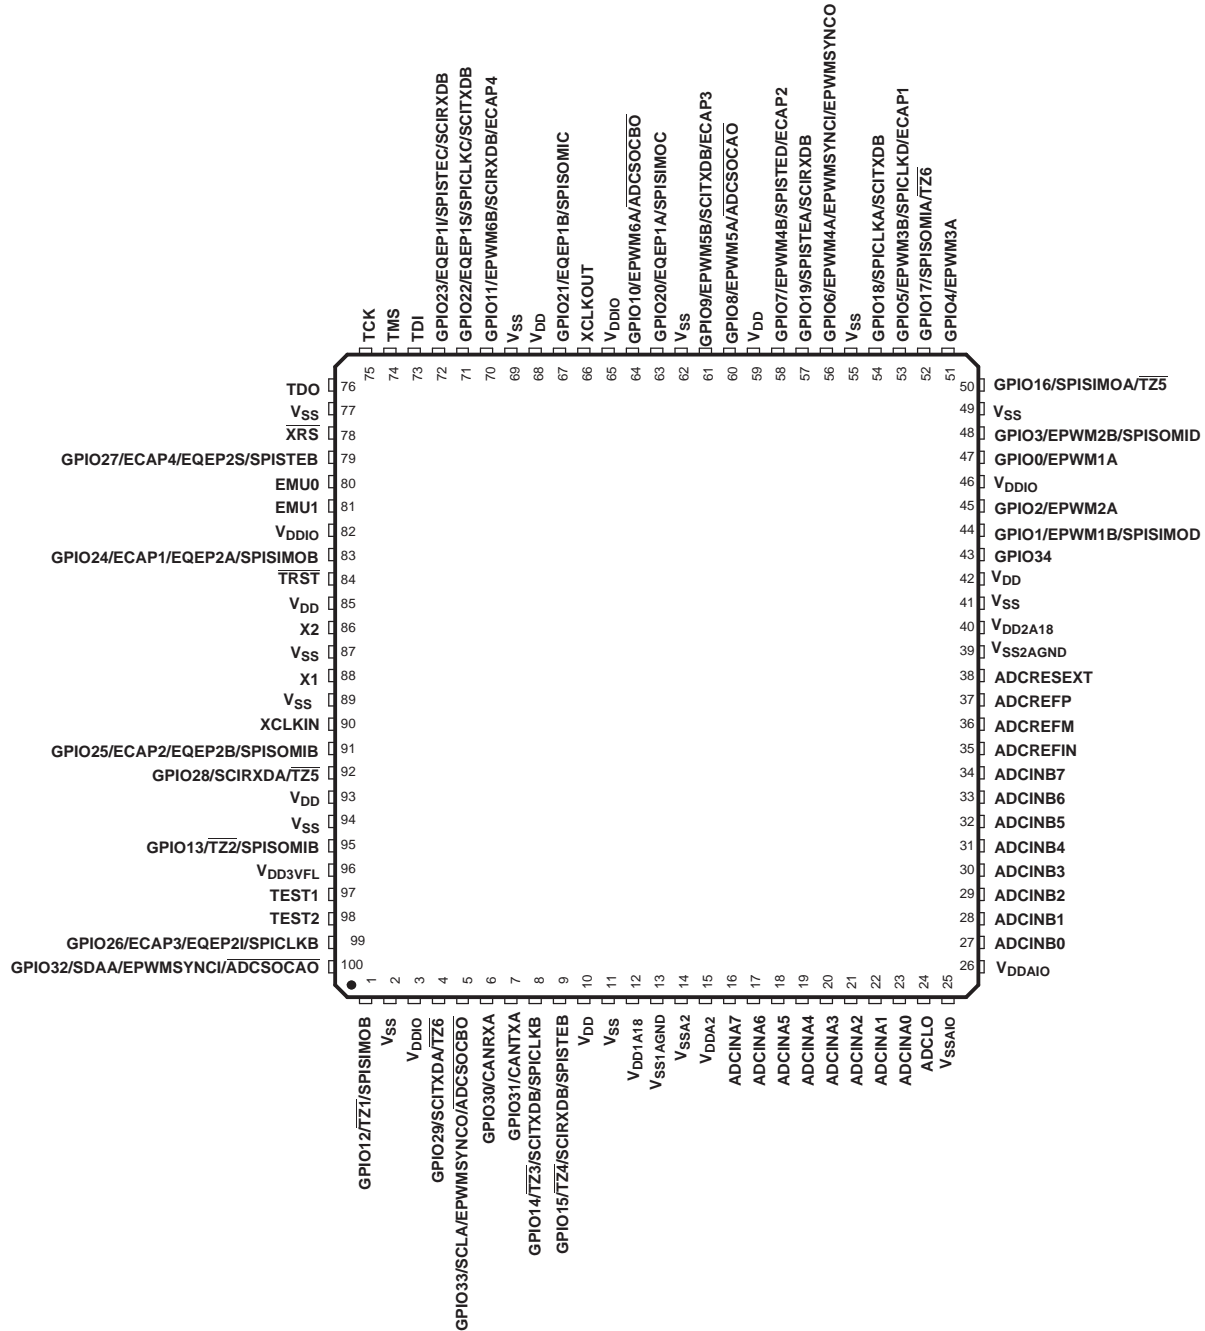 TCK
TMS
TDI
GPIO23/EQEP1I/SPISTEC/SCIRXDB
GPIO22/EQEP1S/SPICLKC/SCITXDB
GPIO11/EPWM6B/SCIRXDB/ECAP4
VSS
VDD
GPIO21/EQEP1B/SPISOMIC
XCLKOUT
VDDIO
GPIO10/EPWM6A/ADCSOCBO
GPIO20/EQEP1A/SPISIMOC
VSS
GPIO9/EPWM5B/SCITXDB/ECAP3
GPIO8/EPWM5A/ADCSOCAO
VDD
GPIO7/EPWM4B/SPISTED/ECAP2
GPIO19/SPISTEA/SCIRXDB
GPIO6/EPWM4A/EPWMSYNCI/EPWMSYNCO
VSS
GPIO18/SPICLKA/SCITXDB
GPIO5/EPWM3B/SPICLKD/ECAP1
GPIO17/SPISOMIA/TZ6
GPIO4/EPWM3A
75
74
73
72
71
70
69
68
67
66
65
64
63
62
61
60
59
58
57
56
55
54
53
52
51
TDO 76
VSS 77
XRS 78
GPIO27/ECAP4/EQEP2S/SPISTEB 79
EMU0 80
EMU1 81
VDDIO 82
GPIO24/ECAP1/EQEP2A/SPISIMOB 83
TRST 84
VDD 85
X2 86
VSS 87
X1 88
VSS 89
XCLKIN 90
GPIO25/ECAP2/EQEP2B/SPISOMIB 91
GPIO28/SCIRXDA/TZ5 92
VDD 93
VSS 94
GPIO13/TZ2/SPISOMIB 95
VDD3VFL 96
TEST1 97
TEST2 98
GPIO26/ECAP3/EQEP2I/SPICLKB 99
GPIO32/SDAA/EPWMSYNCI/ADCSOCAO 100
50 GPIO16/SPISIMOA/TZ5
49 VSS
48 GPIO3/EPWM2B/SPISOMID
47 GPIO0/EPWM1A
46 VDDIO
45 GPIO2/EPWM2A
44 GPIO1/EPWM1B/SPISIMOD
43 GPIO34
42 VDD
41 VSS
40 VDD2A18
39 VSS2AGND
38 ADCRESEXT
37 ADCREFP
36 ADCREFM
35 ADCREFIN
34 ADCINB7
33 ADCINB6
32 ADCINB5
31 ADCINB4
30 ADCINB3
29 ADCINB2
28 ADCINB1
27 ADCINB0
26 VDDAIO
1
2
3
4
5
6
7
8
9
10
11
12
13
14
15
16
17
18
19
20
21
22
23
24
25
GPIO12/TZ1/SPISIMOB
VSS
VDDIO
GPIO29/SCITXDA/TZ6
GPIO33/SCLA/EPWMSYNCO/ADCSOCBO
GPIO30/CANRXA
GPIO31/CANTXA
GPIO14/TZ3/SCITXDB/SPICLKB
GPIO15/TZ4/SCIRXDB/SPISTEB
VDD
VSS
VDD1A18
VSS1AGND
VSSA2
VDDA2
ADCINA7
ADCINA6
ADCINA5
ADCINA4
ADCINA3
ADCINA2
ADCINA1
ADCINA0
ADCLO
VSSAIO